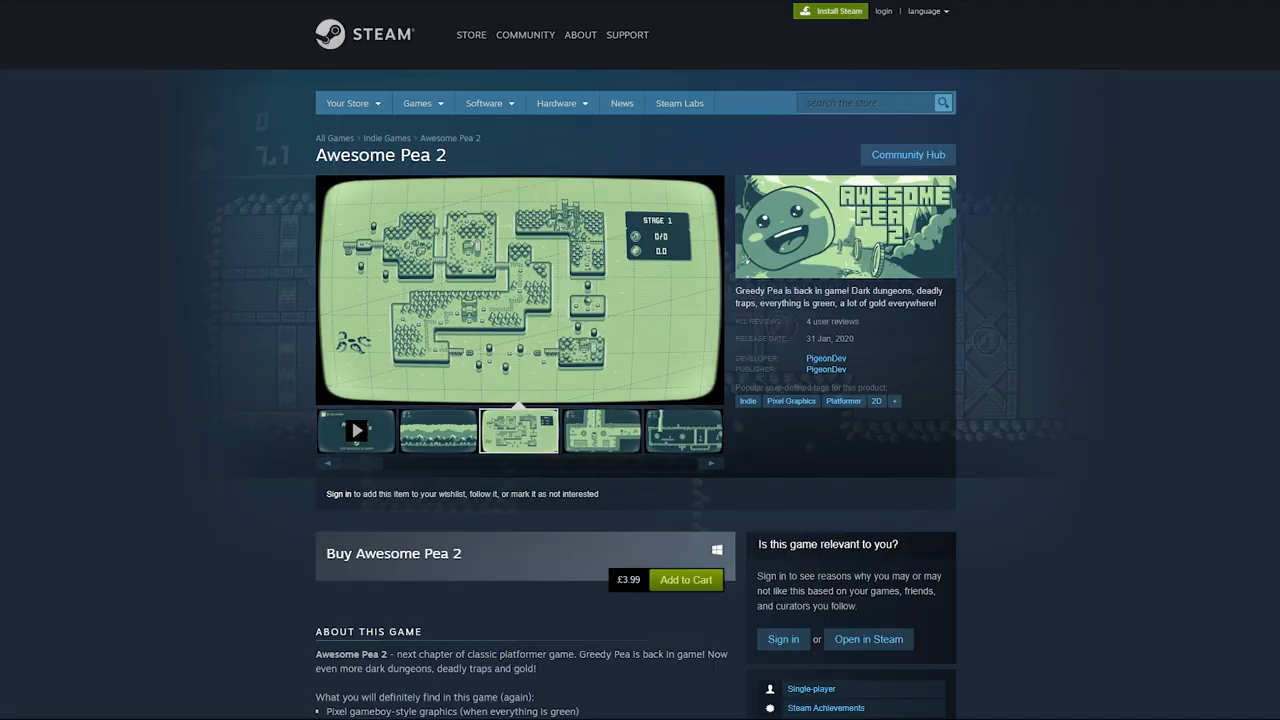 Install Steam
login | language
STEAM®
STORE COMMUNITY ABOUT SUPPORT
Your Store Games Software Hardware News Steam Labs
search the store
All Games > Indie Games > Awesome Pea 2
Awesome Pea 2
Community Hub
STAGE 1
0/0
0.0
AWESOME
PEA
2
Greedy Pea is back in game! Dark dungeons, deadly
traps, everything is green, a lot of gold everywhere!
ALL REVIEWS: 4 user reviews
RELEASE DATE: 31 Jan, 2020
DEVELOPER: PigeonDev
PUBLISHER: PigeonDev
Popular user-defined tags for this product:
Indie Pixel Graphics Platformer 2D +
Sign in to add this item to your wishlist, follow it, or mark it as not interested
Buy Awesome Pea 2
£3.99 Add to Cart
ABOUT THIS GAME
Awesome Pea 2 - next chapter of classic platformer game. Greedy Pea is back in game! Now
even more dark dungeons, deadly traps and gold!
What you will definitely find in this game (again):
▪ Pixel gameboy-style graphics (when everything is green)
Is this game relevant to you?
Sign in to see reasons why you may or may
not like this based on your games, friends,
and curators you follow.
Sign in or Open in Steam
Single-player
Steam Achievements